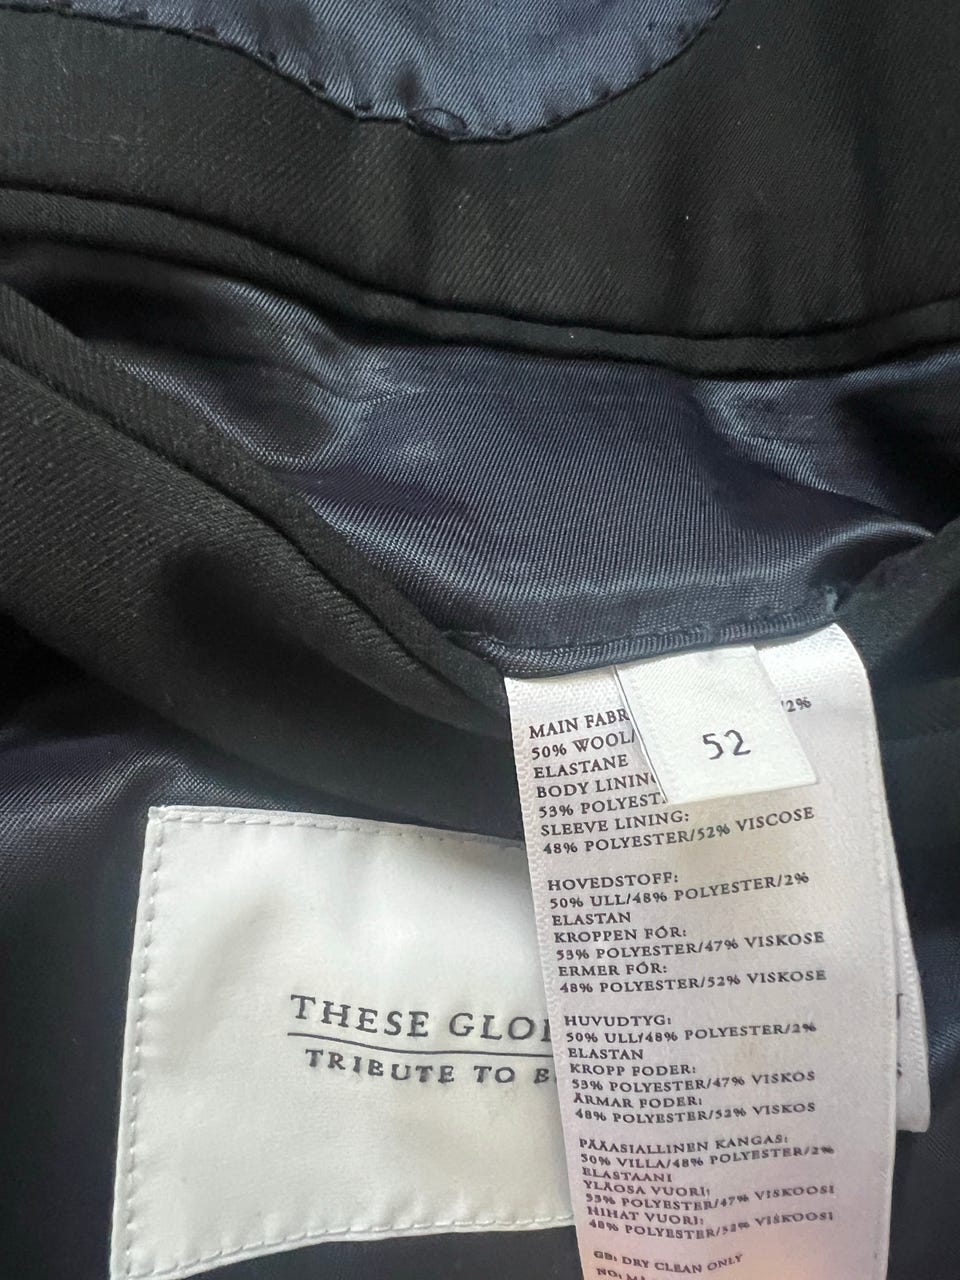 52
MAIN FABR
50% WOOL/ /2%
ELASTANE
BODY LININ
53% POLYEST.
SLEEVE LINING:
48% POLYESTER/52% VISCOSE
HOVEDSTOFF:
50% ULL/48% POLYESTER/2%
ELASTAN
KROPPEN FÓR:
53% POLYESTER/47% VISKOSE
ERMER FÓR:
48% POLYESTER/52% VISKOSE
HUVUDTYG:
50% ULL/48% POLYESTER/2%
ELASTAN
KROPP FODER:
53% POLYESTER/47% VISKOS
ÄRMAR FODER:
48% POLYESTER/52% VISKOS
PÄÄASIALLINEN KANGAS:
50% VILLA/48% POLYESTER/2%
ELASTAANI
YLÄOSA VUORI:
53% POLYESTER/47% VISKOOSI
HIHAT VUORI:
48% POLYESTER/52% VISKOOSI
GB: DRY CLEAN ONLY
NO:
THESE GLO
TRIBUTE TO B